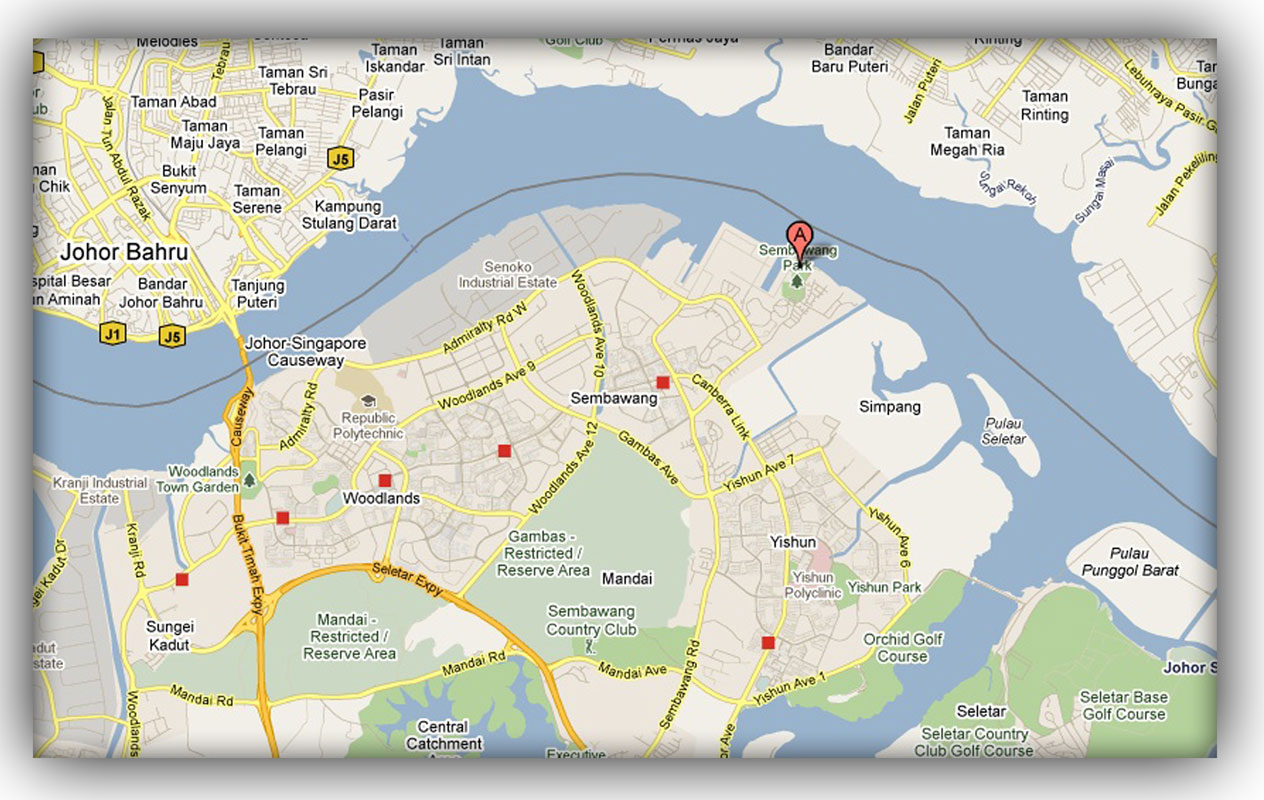 Melodies
Tebrau
Taman
Iskandar
Taman
Sri Intan
Golf Club
Permas Jaya
Bandar
Baru Puteri
Rinting
Jalan Puteri
Lebuhraya Pasir G
Taman Sri
Tebrau
Taman Abad
Pasir
Pelangi
Taman
Rinting
Taman
Maju Jaya
Taman
Pelangi
Taman
Megah Ria
Jalan Tun Abdul Razak
J5
Bukit
Senyum
Taman
Serene
Kampung
Stulang Darat
Sungai Rekoh
Sungai Masai
Jalan Pekeliling
Chik
Johor Bahru
A
Sembawang
Park
Senoko
Industrial Estate
Bandar
Johor Bahru
Tanjung
Puteri
Aminah
J1
J5
Johor-Singapore
Causeway
Admiralty Rd W
Woodlands Ave 10
Woodlands Ave 9
Republic
Polytechnic
Admiralty Rd
Causeway
Sembawang
Canberra Link
Simpang
Pulau
Seletar
Woodlands Ave 12
Gambas Ave
Yishun Ave 7
Kranji Industrial
Estate
Woodlands
Town Garden
Woodlands
Yishun Ave 6
Kranji Rd
Bukit Timah Expy
Gambas -
Restricted /
Reserve Area
Mandai
Yishun
Yishun
Polyclinic
Yishun Park
Pulau
Punggol Barat
Seletar Expy
Kadut Dr
Sungei
Kadut
Mandai -
Restricted /
Reserve Area
Sembawang
Country Club
Orchid Golf
Course
Mandai Rd
Mandai Rd
Mandai Ave
Sembawang Rd
Yishun Ave 1
Woodlands
Johor S
Central
Catchment
Executive
Seletar
Seletar Country
Club Golf Course
Seletar Base
Golf Course